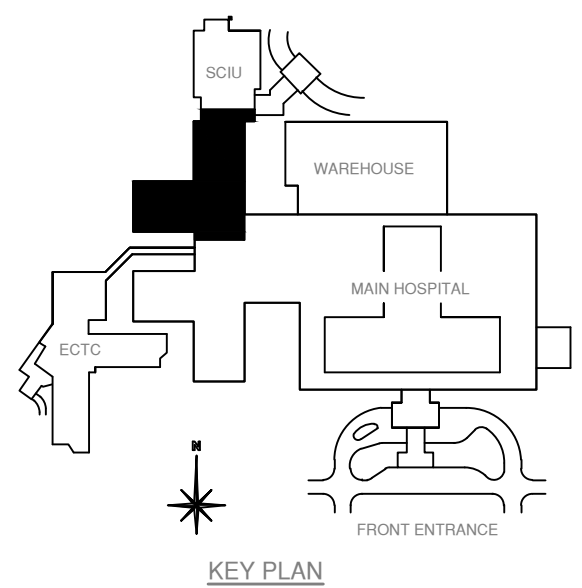 SCIU
WAREHOUSE
MAIN HOSPITAL
ECTC
N
FRONT ENTRANCE
KEY PLAN